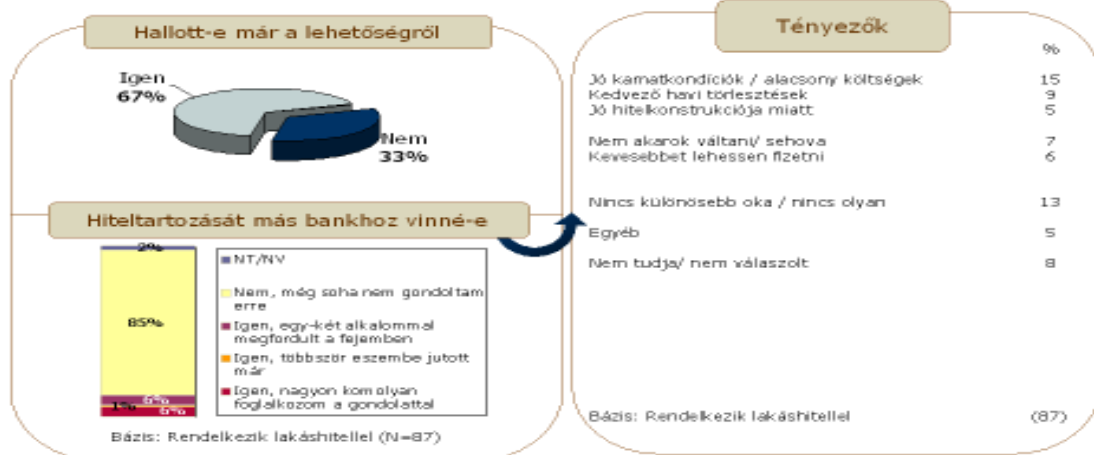 Hallott-e már a lehetőségről
Igen
67%
Nem
33%
Hiteltartozását más bankhoz vinné-e
2%
85%
6%
1%
6%
NT/NV
Nem, még soha nem gondoltam
erre
Igen, egy-két alkalommal
megfordult a fejemben
Igen, többször eszembe jutott
már
Igen, nagyon komolyan
foglalkozom a gondolattal
Bázis: Rendelkezik lakáshitellel (N=87)
Tényezők
%
Jó kamatkondíciók / alacsony költségek 15
Kedvező havi törlesztések 9
Jó hitelkonstrukciója miatt 5
Nem akarok váltani/ sehova 7
Kevesebbet lehessen fizetni 6
Nincs különösebb oka / nincs olyan 13
Egyéb 5
Nem tudja/ nem válaszolt 8
Bázis: Rendelkezik lakáshitellel (87)